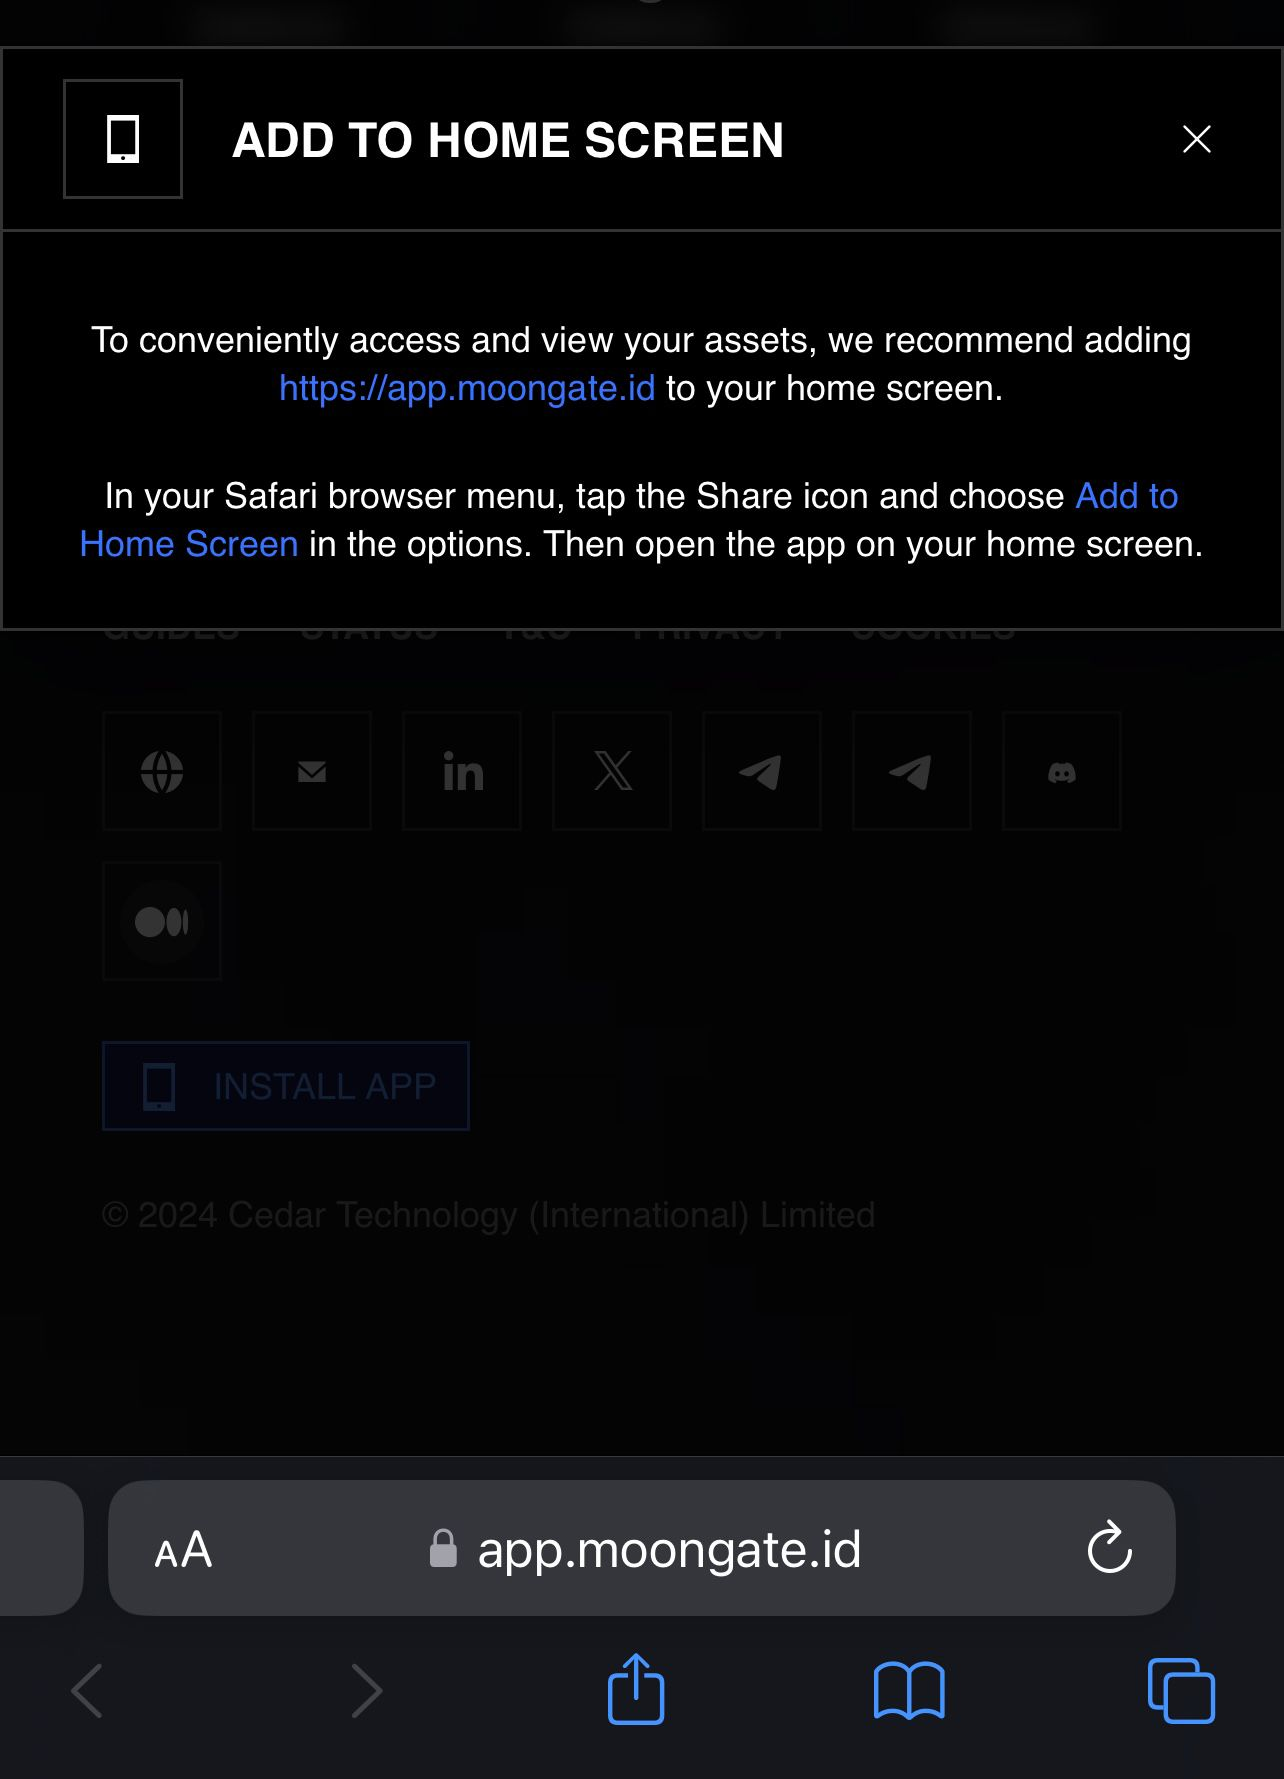 ADD TO HOME SCREEN
To conveniently access and view your assets, we recommend adding
https://app.moongate.id to your home screen.
In your Safari browser menu, tap the Share icon and choose Add to
Home Screen in the options. Then open the app on your home screen.
GUIDES STATUS T&C PRIVACY COOKIES
in
INSTALL APP
© 2024 Cedar Technology (International) Limited
AA app.moongate.id